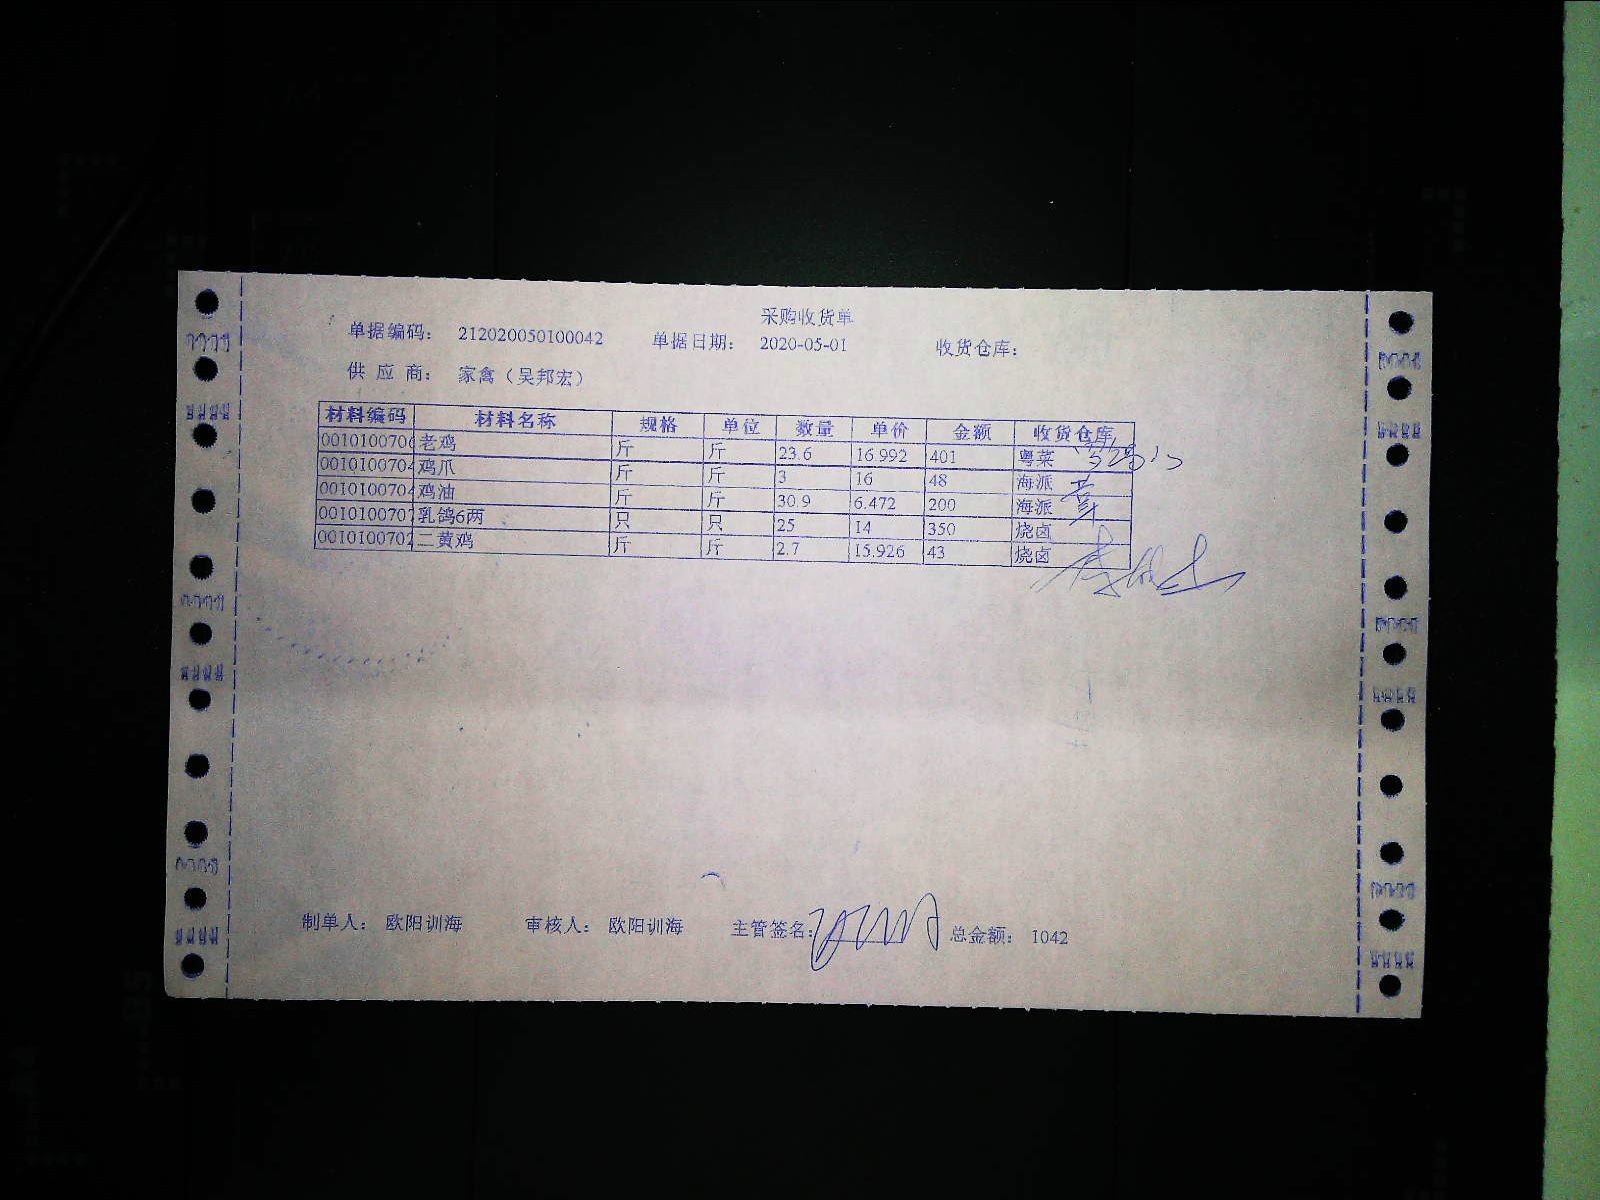 采购收货单
单据编码： 212020050100042 单据日期： 2020-05-01 收货仓库：
供 应 商： 家禽（吴邦宏）
材料编码 材料名称 规格 单位 数量 单价 金额 收货仓库
0010100706 老鸡 斤 斤 23.6 16.992 401 粤菜
0010100704 鸡爪 斤 斤 3 16 48 海派
0010100704 鸡油 斤 斤 30.9 6.472 200 海派
0010100707 乳鸽6两 只 只 25 14 350 烧卤
0010100702 二黄鸡 斤 斤 2.7 15.926 43 烧卤
制单人： 欧阳训海 审核人： 欧阳训海 主管签名： 总金额： 1042